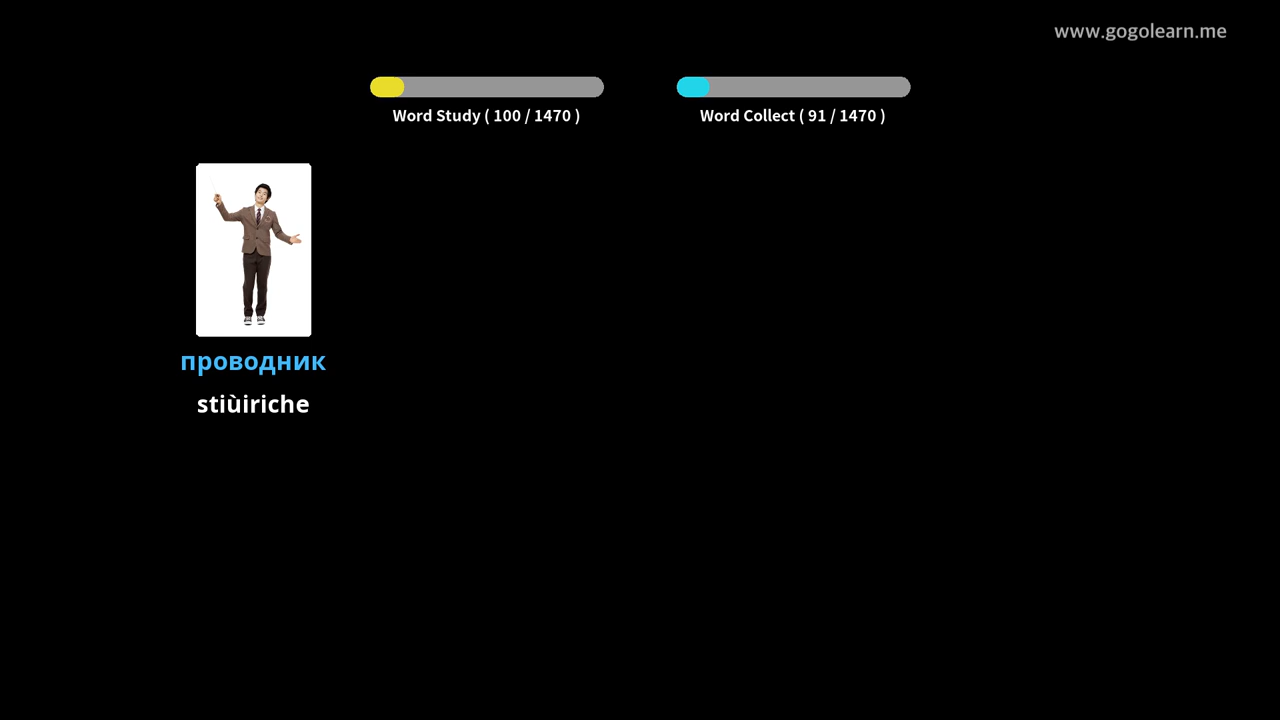 www.gogolearn.me
Word Study ( 100 / 1470 )
Word Collect ( 91 / 1470 )
проводник
stiùiriche